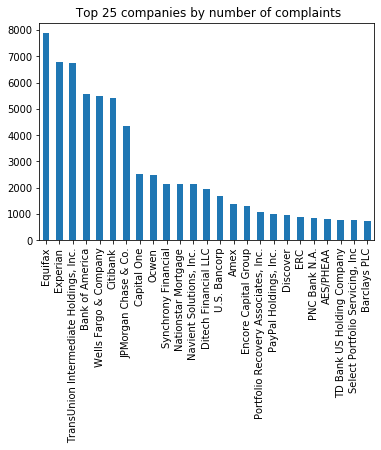 Top 25 companies by number of complaints
8000
7000
6000
5000
4000
3000
2000
1000
0
Equifax
Experian
TransUnion Intermediate Holdings, Inc.
Bank of America
Wells Fargo & Company
Citibank
JPMorgan Chase & Co.
Capital One
Ocwen
Synchrony Financial
Nationstar Mortgage
Navient Solutions, Inc.
Ditech Financial LLC
U.S. Bancorp
Amex
Encore Capital Group
Portfolio Recovery Associates, Inc.
PayPal Holdings, Inc.
Discover
ERC
PNC Bank N.A.
AES/PHEAA
TD Bank US Holding Company
Select Portfolio Servicing, Inc
Barclays PLC